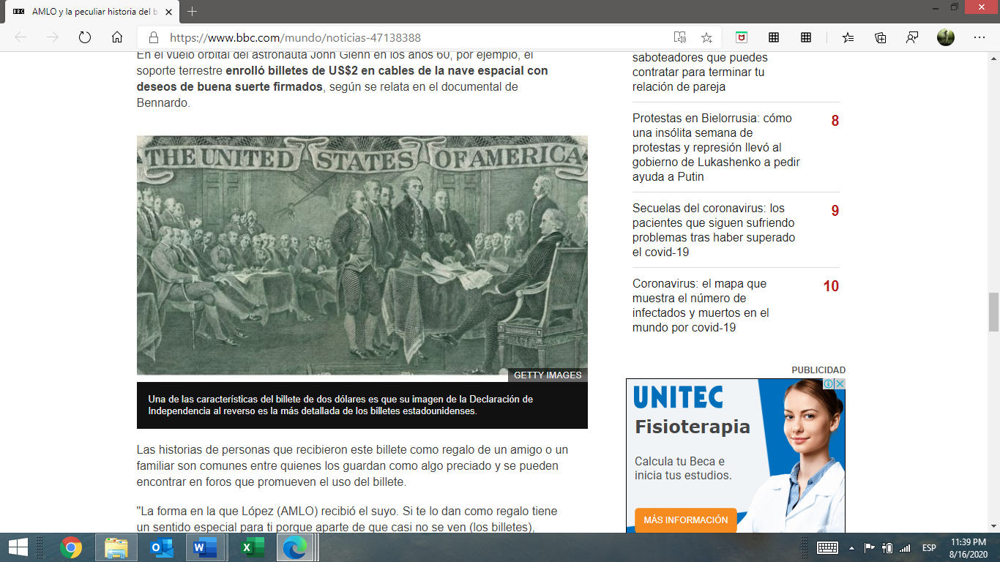 BBC AMLO y la peculiar historia del b
https://www.bbc.com/mundo/noticias-47138388
En el vuelo orbital del astronauta John Glenn en los años 60, por ejemplo, el
soporte terrestre enrolló billetes de US$2 en cables de la nave espacial con
deseos de buena suerte firmados, según se relata en el documental de
Bennardo.
THE UNITED STATES OF AMERICA
GETTY IMAGES
Una de las características del billete de dos dólares es que su imagen de la Declaración de
Independencia al reverso es la más detallada de los billetes estadounidenses.
Las historias de personas que recibieron este billete como regalo de un amigo o un
familiar son comunes entre quienes los guardan como algo preciado y se pueden
encontrar en foros que promueven el uso del billete.
"La forma en la que López (AMLO) recibió el suyo. Si te lo dan como regalo tiene
un sentido especial para ti porque aparte de que casi no se ven (los billetes),
saboteadores que puedes
contratar para terminar tu
relación de pareja
Protestas en Bielorrusia: cómo
una insólita semana de
protestas y represión llevó al
gobierno de Lukashenko a pedir
ayuda a Putin
8
Secuelas del coronavirus: los
pacientes que siguen sufriendo
problemas tras haber superado
el covid-19
9
Coronavirus: el mapa que
muestra el número de
infectados y muertos en el
mundo por covid-19
10
PUBLICIDAD
UNITEC
Fisioterapia
Calcula tu Beca e
inicia tus estudios.
MÁS INFORMACIÓN
ESP
11:39 PM
8/16/2020